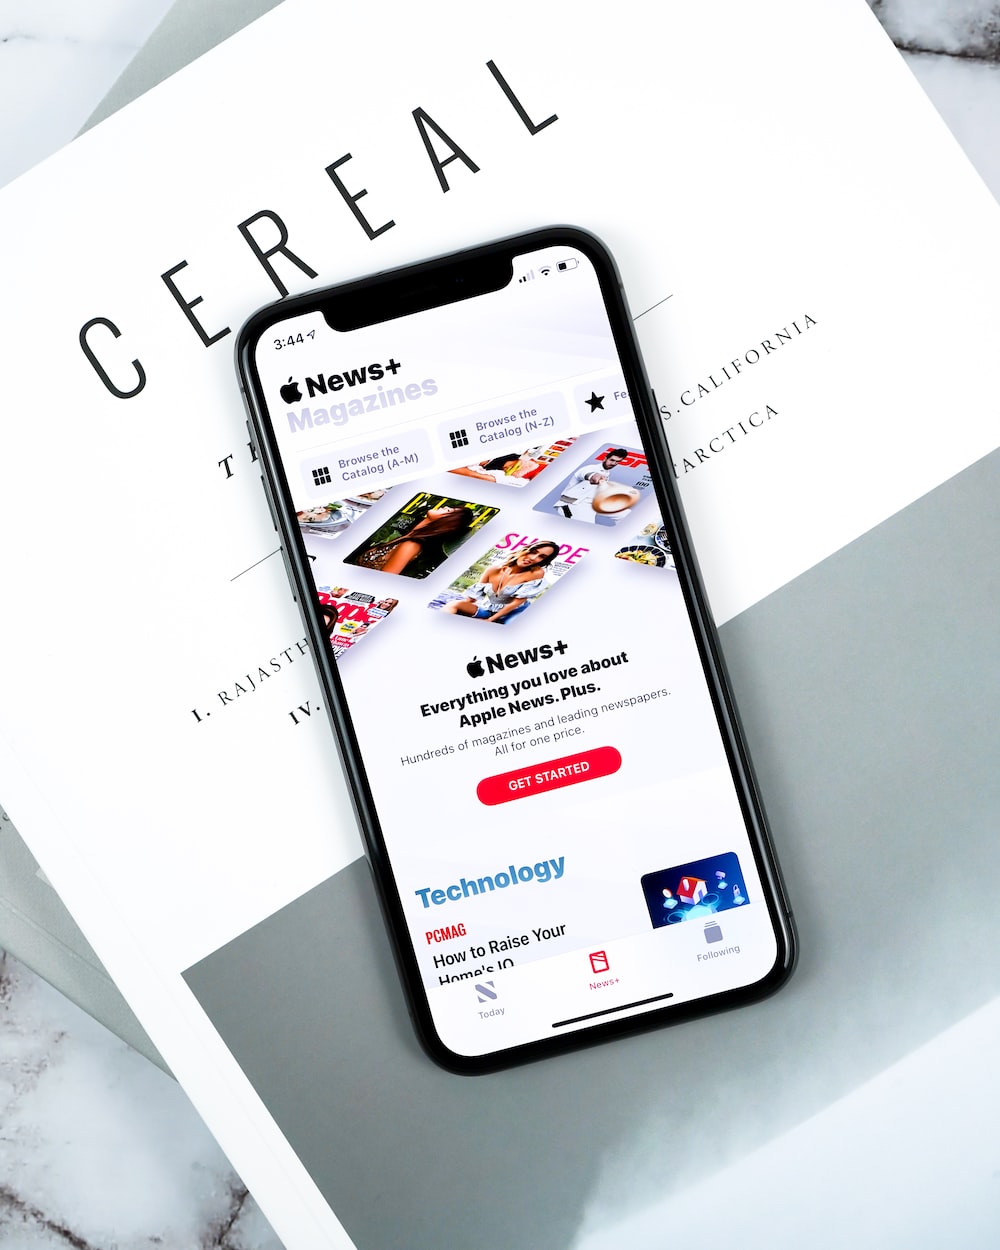 CEREAL
S. CALIFORNIA
I. RAJASTH
IV.
3:44
News+
Magazines
Browse the
Catalog (A-M)
Browse the
Catalog (N-Z)
Fe
ELLE
SHAPE
People
News+
Everything you love about
Apple News. Plus.
Hundreds of magazines and leading newspapers.
All for one price.
GET STARTED
Technology
PCMAG
How to Raise Your
Home's IQ
Today
News+
Following